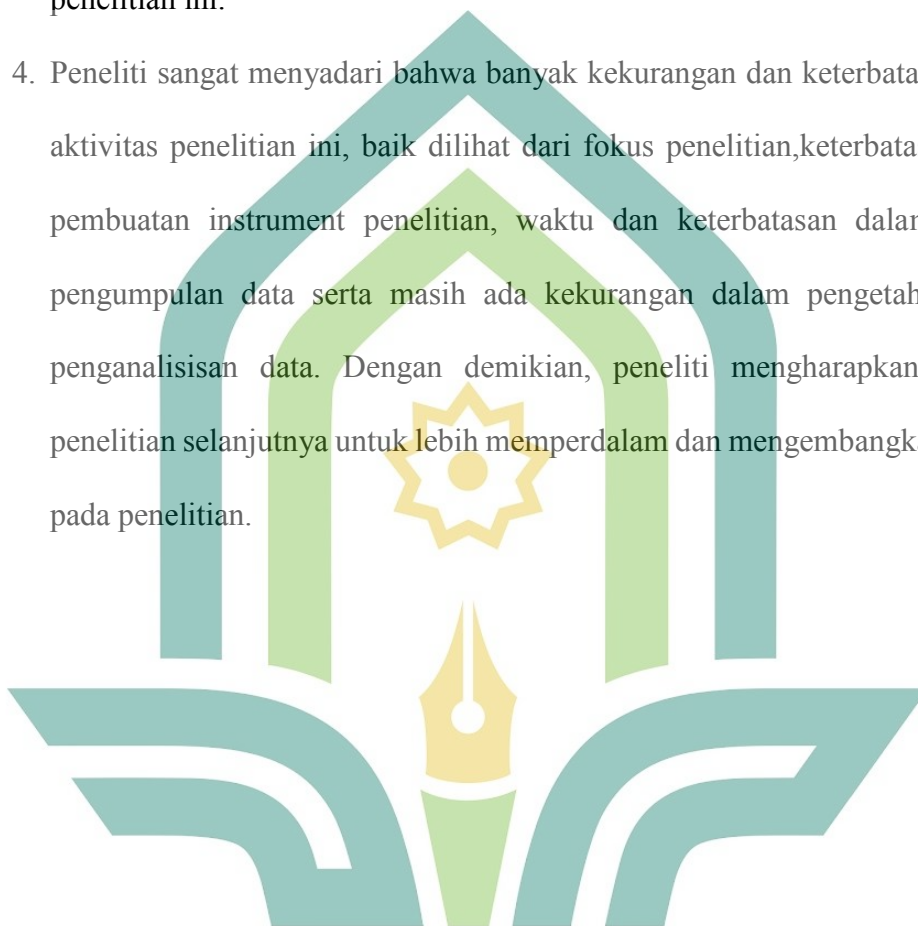 penelitian ini.
4. Peneliti sangat menyadari bahwa banyak kekurangan dan keterbata
aktivitas penelitian ini, baik dilihat dari fokus penelitian,keterbata
pembuatan instrument penelitian, waktu dan keterbatasan dalam
pengumpulan data serta masih ada kekurangan dalam pengetah
penganalisisan data. Dengan demikian, peneliti mengharapkan
penelitian selanjutnya untuk lebih memperdalam dan mengembangka
pada penelitian.